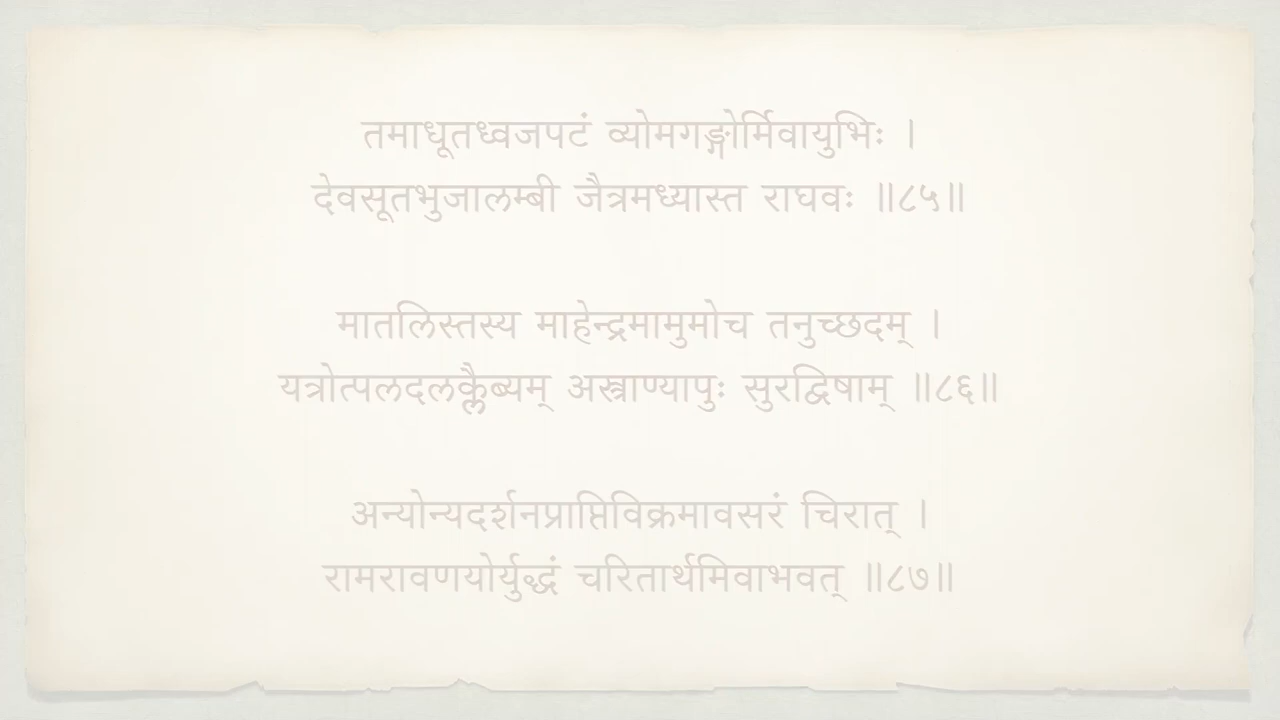 तमाधूतध्वजपटं व्योमगङ्गोर्मिवायुभिः ।
देवसूतभुजालम्बी जैत्रमध्यास्त राघवः ॥८५॥
मातलिस्तस्य माहेन्द्रमामुमोच तनुच्छदम् ।
यत्रोत्पलदलक्लैब्यम् अस्त्राण्यापुः सुरद्विषाम् ॥८६॥
अन्योन्यदर्शनप्राप्तिविक्रमावसरं चिरात् ।
रामरावणयोर्युद्धं चरितार्थमिवाभवत् ॥८७॥